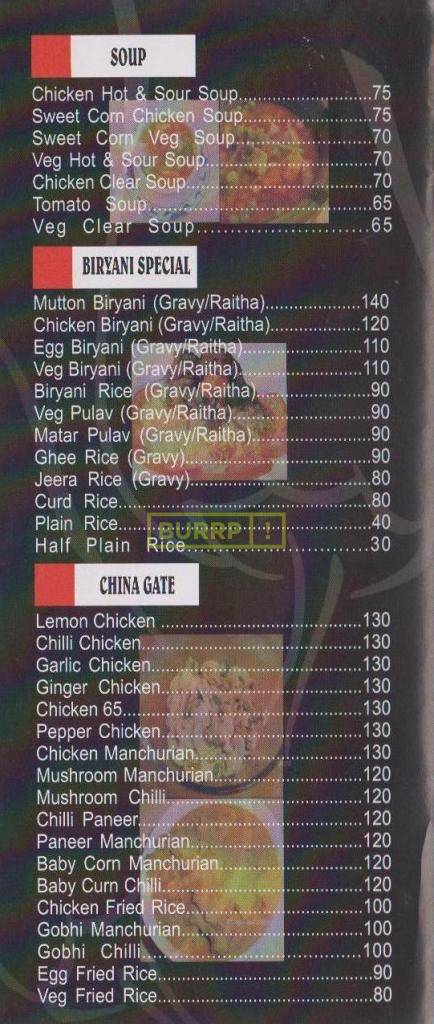 SOUP
Chicken Hot & Sour Soup..............................75
Sweet Corn Chicken Soup............................75
Sweet Corn Veg Soup............................70
Veg Hot & Sour Soup....................................70
Chicken Clear Soup.......................................70
Tomato Soup..............................65
Veg Clear Soup..........................65
BIRYANI SPECIAL
Mutton Biryani (Gravy/Raitha)....................140
Chicken Biryani (Gravy/Raitha)...................120
Egg Biryani (Gravy/Raitha).........................110
Veg Biryani (Gravy/Raitha).........................110
Biryani Rice (Gravy/Raitha)........................90
Veg Pulav (Gravy/Raitha)............................90
Matar Pulav (Gravy/Raitha).........................90
Ghee Rice (Gravy).......................................90
Jeera Rice (Gravy)......................................80
Curd Rice.....................................................80
Plain Rice.....................................................40
BURRP!
Half Plain Rice..............................30
CHINA GATE
Lemon Chicken ...........................................130
Chilli Chicken...............................................130
Garlic Chicken.............................................130
Ginger Chicken............................................130
Chicken 65...................................................130
Pepper Chicken...........................................130
Chicken Manchurian....................................130
Mushroom Manchurian................................120
Mushroom Chilli..........................................120
Chilli Paneer................................................120
Paneer Manchurian.....................................120
Baby Corn Manchurian................................120
Baby Curn Chilli...........................................120
Chicken Fried Rice......................................100
Gobhi Manchurian.......................................100
Gobhi Chilli..................................................100
Egg Fried Rice.............................................90
Veg Fried Rice.............................................80